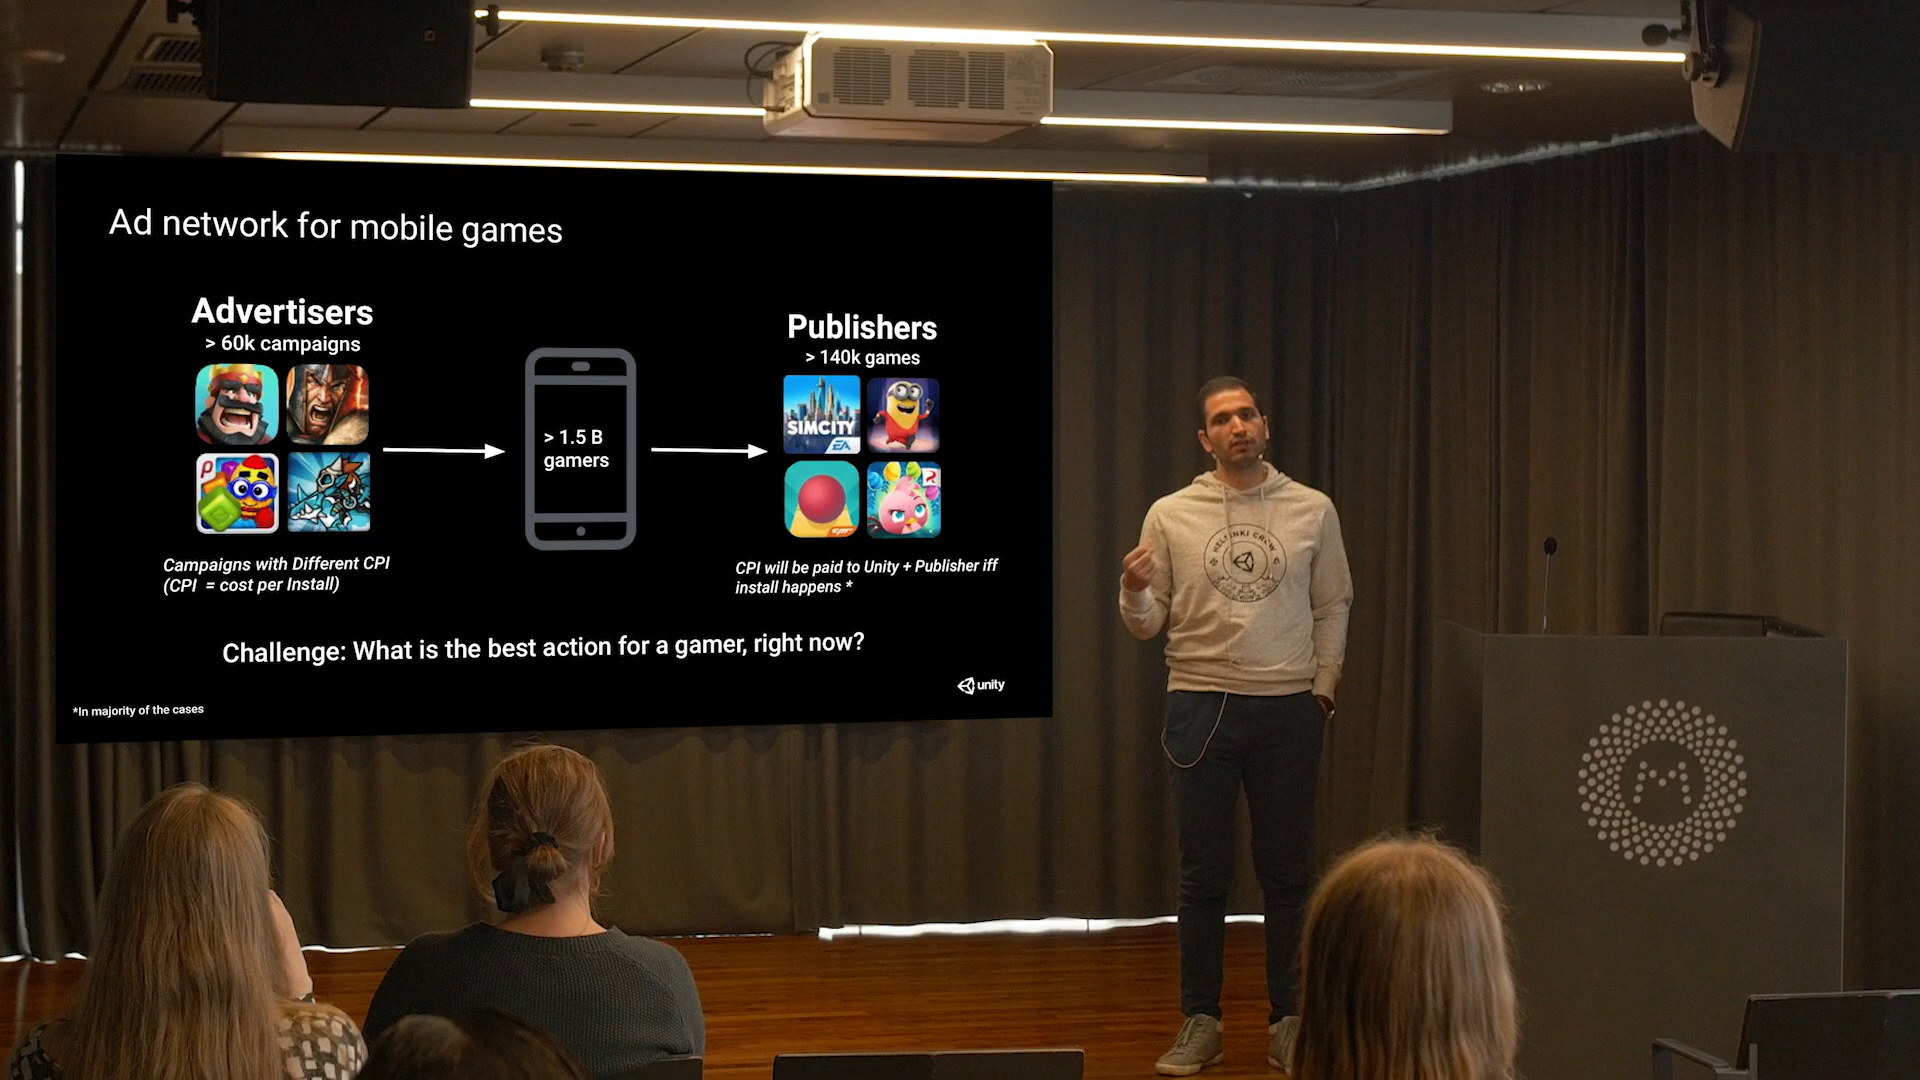 Ad network for mobile games
Advertisers
> 60k campaigns
Campaigns with Different CPI
(CPI = cost per Install)
> 1.5 B
gamers
Publishers
> 140k games
SIMCITY
EA
CPI will be paid to Unity + Publisher iff
install happens *
Challenge: What is the best action for a gamer, right now?
unity
*In majority of the cases
HELSINKI CREW
M